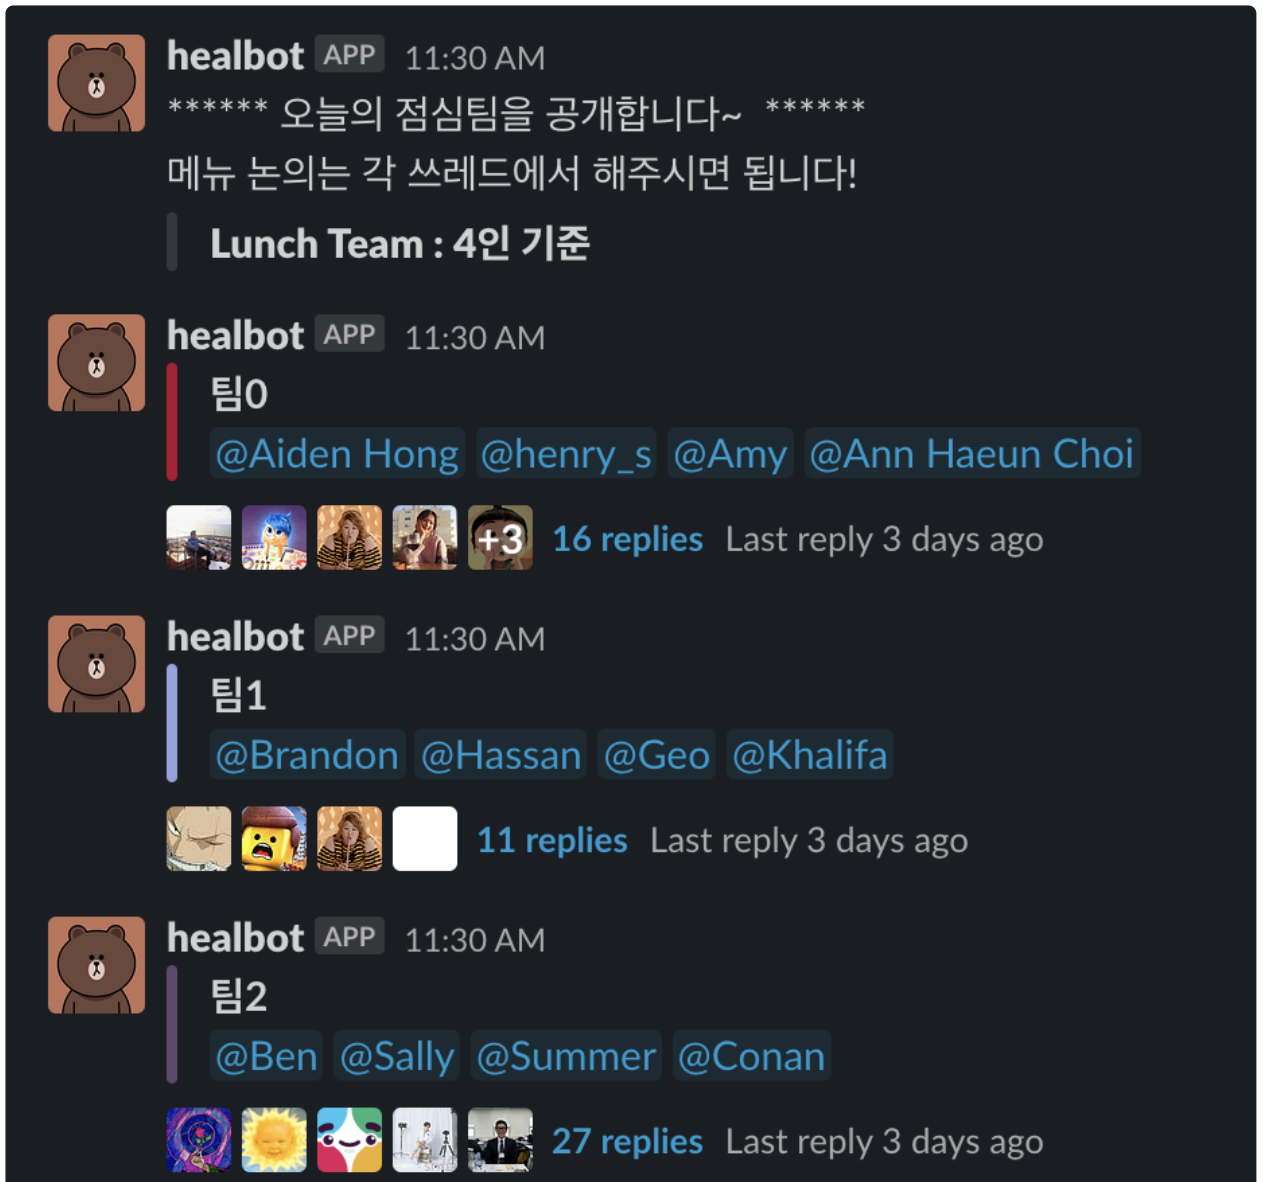 healbot APP 11:30 AM
****** 오늘의 점심팀을 공개합니다~ ******
메뉴 논의는 각 쓰레드에서 해주시면 됩니다!
Lunch Team : 4인 기준
healbot APP 11:30 AM
팀0
@Aiden Hong @henry_s @Amy @Ann Haeun Choi
+3 16 replies Last reply 3 days ago
healbot APP 11:30 AM
팀1
@Brandon @Hassan @Geo @Khalifa
11 replies Last reply 3 days ago
healbot APP 11:30 AM
팀2
@Ben @Sally @Summer @Conan
27 replies Last reply 3 days ago